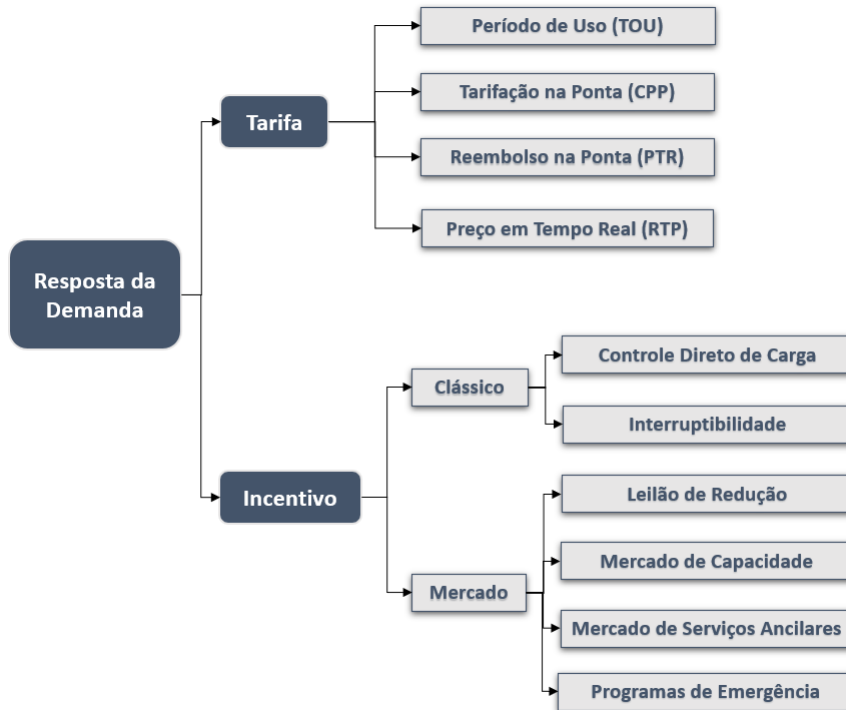 Período de Uso (TOU)
Tarifação na Ponta (CPP)
Tarifa
Reembolso na Ponta (PTR)
Preço em Tempo Real (RTP)
Resposta da
Demanda
Controle Direto de Carga
Clássico
Interruptibilidade
Incentivo
Leilão de Redução
Mercado de Capacidade
Mercado
Mercado de Serviços Ancilares
Programas de Emergência